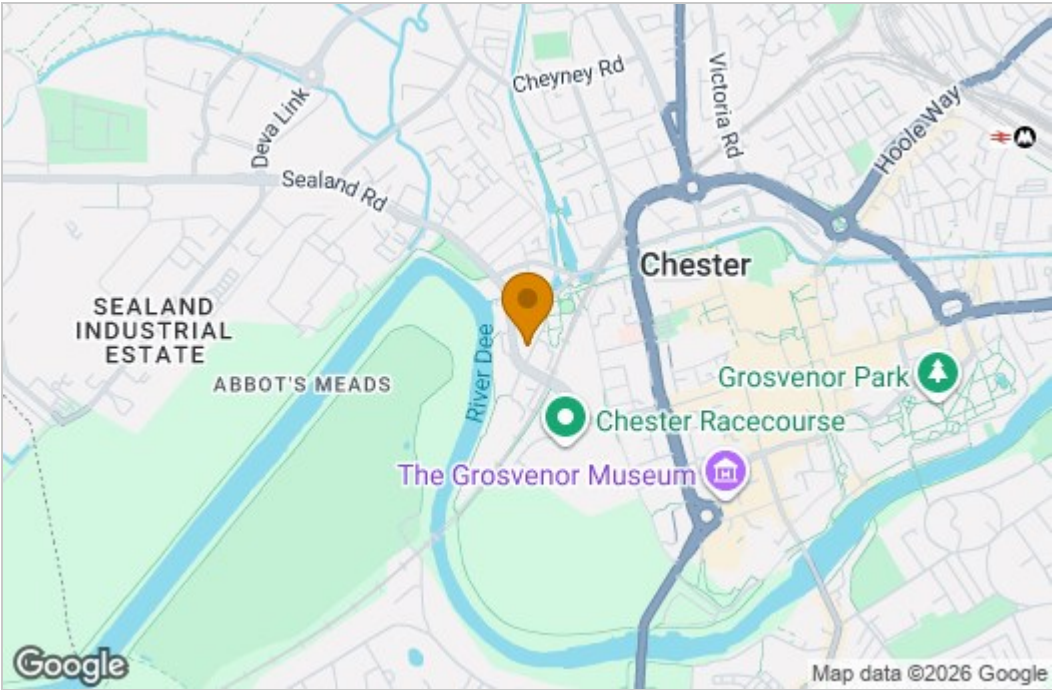 Cheyney Rd
Victoria Rd
Deva Link
Hoole Way
Sealand Rd
Chester
SEALAND
INDUSTRIAL
ESTATE
ABBOT'S MEADS
River Dee
Grosvenor Park
Chester Racecourse
The Grosvenor Museum
Google
Map data ©2026 Google